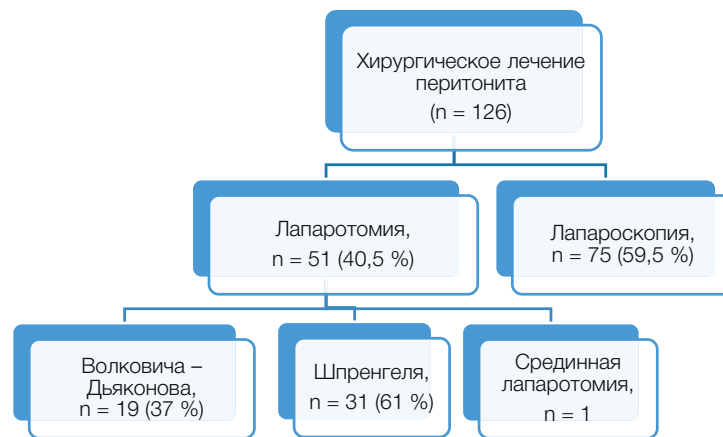 Хирургическое лечение
перитонита
(n = 126)
Лапаротомия,
n = 51 (40,5 %)
Лапароскопия,
n = 75 (59,5 %)
Волковича –
Дьяконова,
n = 19 (37 %)
Шпренгеля,
n = 31 (61 %)
Срединная
лапаротомия,
n = 1